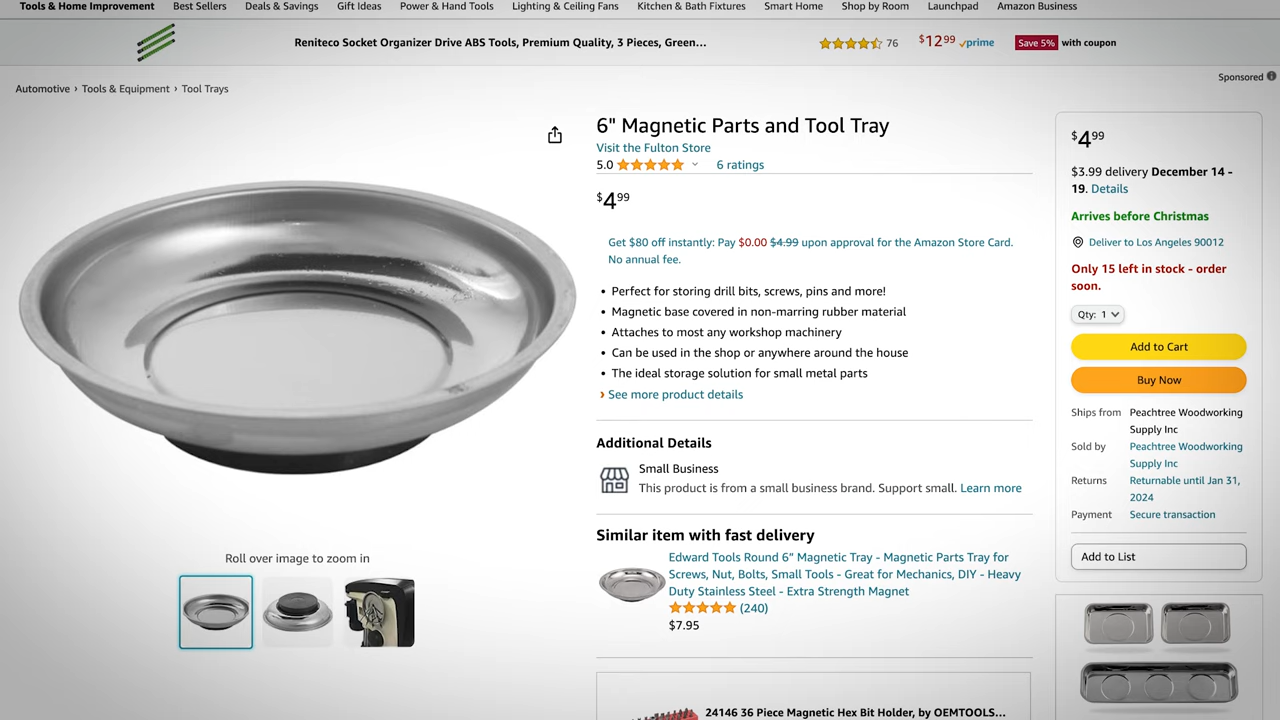 Tools & Home Improvement Best Sellers Deals & Savings Gift Ideas Power & Hand Tools Lighting & Ceiling Fans Kitchen & Bath Fixtures Smart Home Shop by Room Launchpad Amazon Business
Reniteco Socket Organizer Drive ABS Tools, Premium Quality, 3 Pieces, Green... 76 $12⁹⁹ prime Save 5% with coupon
Sponsored
Automotive › Tools & Equipment › Tool Trays
6" Magnetic Parts and Tool Tray
Visit the Fulton Store
5.0 6 ratings
$4⁹⁹
Get $80 off instantly: Pay $0.00 $4.99 upon approval for the Amazon Store Card.
No annual fee.
• Perfect for storing drill bits, screws, pins and more!
• Magnetic base covered in non-marring rubber material
• Attaches to most any workshop machinery
• Can be used in the shop or anywhere around the house
• The ideal storage solution for small metal parts
› See more product details
Additional Details
Small Business
This product is from a small business brand. Support small. Learn more
Similar item with fast delivery
Edward Tools Round 6" Magnetic Tray - Magnetic Parts Tray for
Screws, Nut, Bolts, Small Tools - Great for Mechanics, DIY - Heavy
Duty Stainless Steel - Extra Strength Magnet
(240)
$7.95
24146 36 Piece Magnetic Hex Bit Holder, by OEMTOOLS...
Roll over image to zoom in
$4⁹⁹
$3.99 delivery December 14 -
19. Details
Arrives before Christmas
Deliver to Los Angeles 90012
Only 15 left in stock - order
soon.
Qty: 1
Add to Cart
Buy Now
Ships from Peachtree Woodworking
Supply Inc
Sold by Peachtree Woodworking
Supply Inc
Returns Returnable until Jan 31,
2024
Payment Secure transaction
Add to List